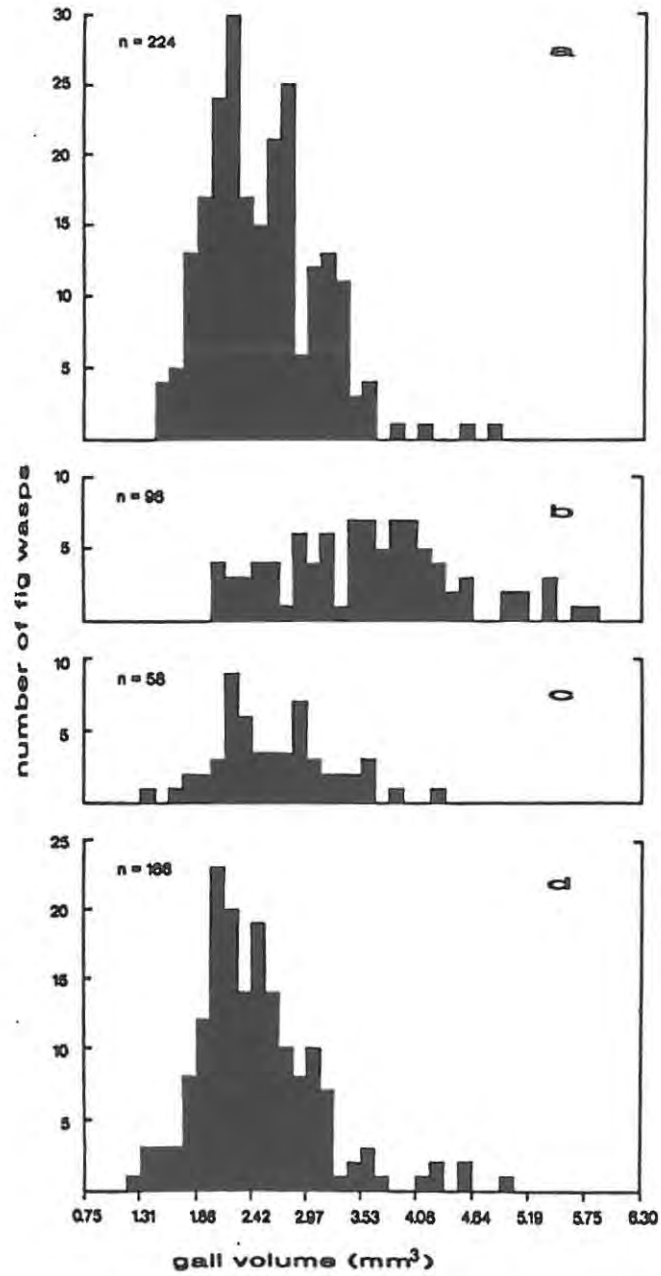 30
n = 224
a
25
20
15
10
5
10
n = 98
b
5
10
n = 58
c
5
25
n = 168
d
20
15
10
5
0.75 1.31 1.86 2.42 2.97 3.53 4.08 4.64 5.19 5.75 6.30
gall volume (mm³)
number of fig wasps